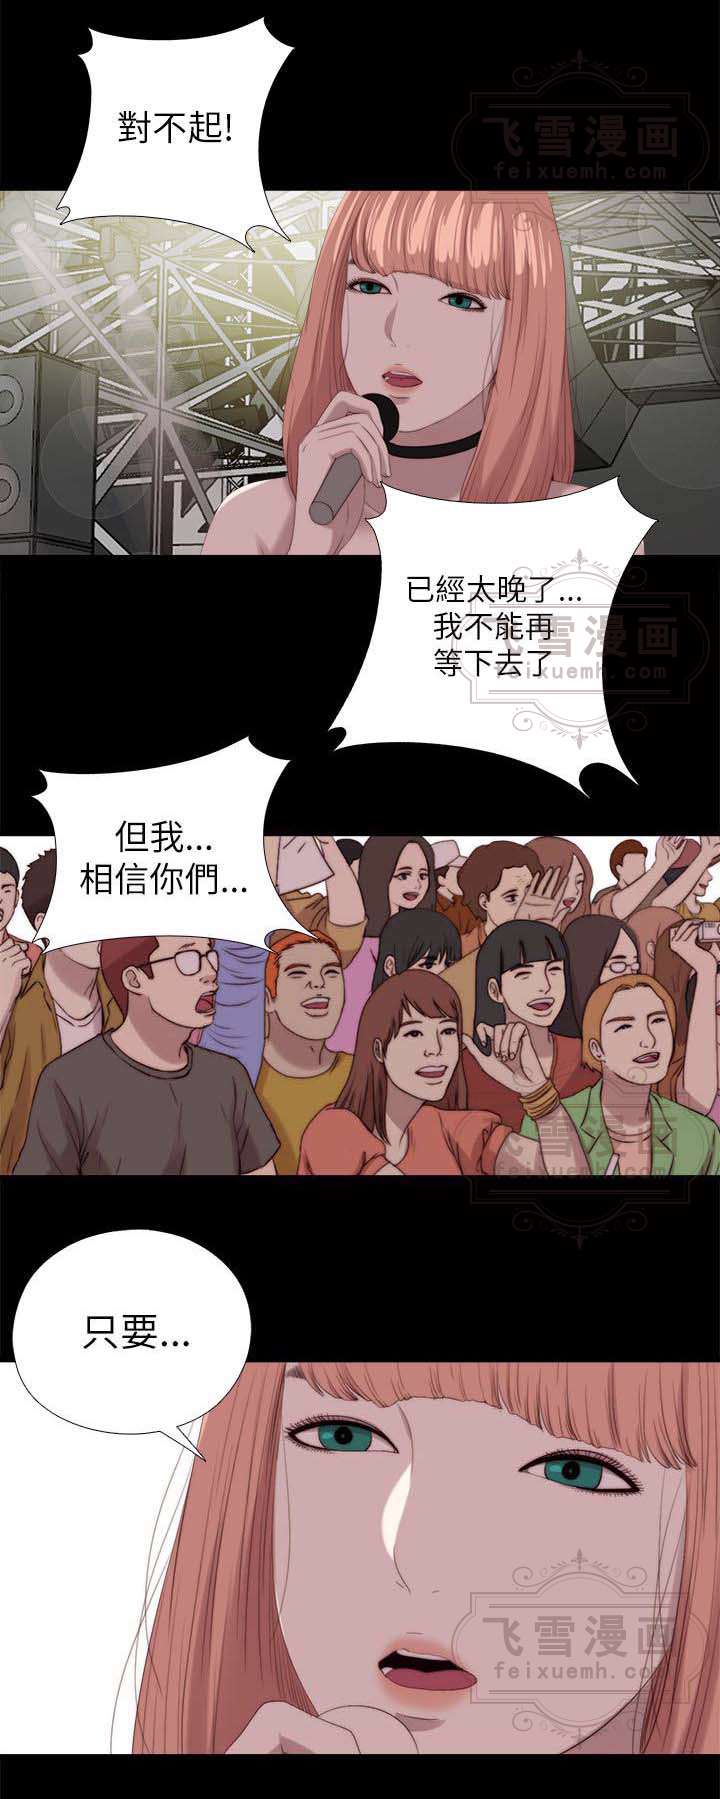 飞雪漫画
feixuemh.com
對不起!
已經太晚了...
我不能再
等下去了
飞雪漫画
feixuemh.com
但我...
相信你們...
飞雪漫画
feixuemh.com
只要...
飞雪漫画
feixuemh.com